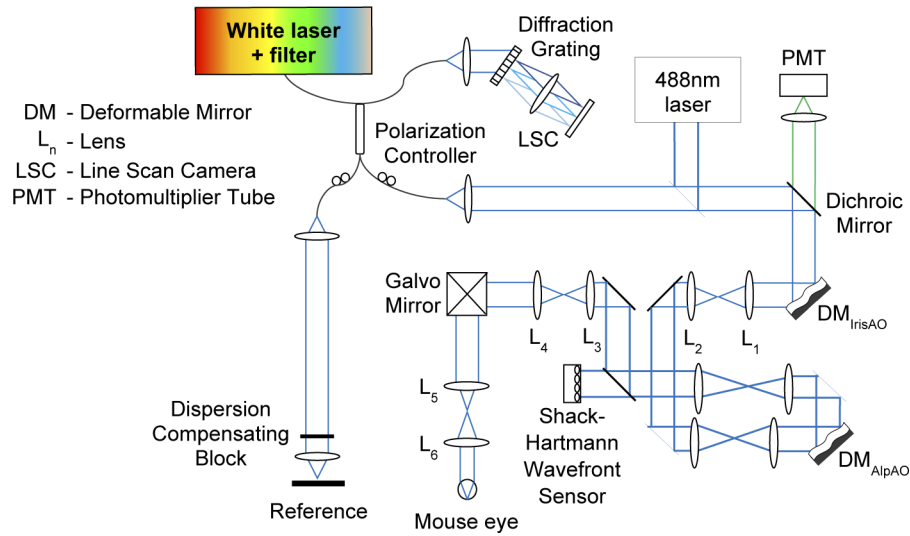 White laser
+ filter
Diffraction
Grating
LSC
488nm
laser
PMT
DM - Deformable Mirror
Ln - Lens
LSC - Line Scan Camera
PMT - Photomultiplier Tube
Polarization
Controller
Dichroic
Mirror
Galvo
Mirror
L4
L3
L2
L1
DMIrisAO
L5
L6
Shack-
Hartmann
Wavefront
Sensor
DMAlpAO
Dispersion
Compensating
Block
Reference
Mouse eye